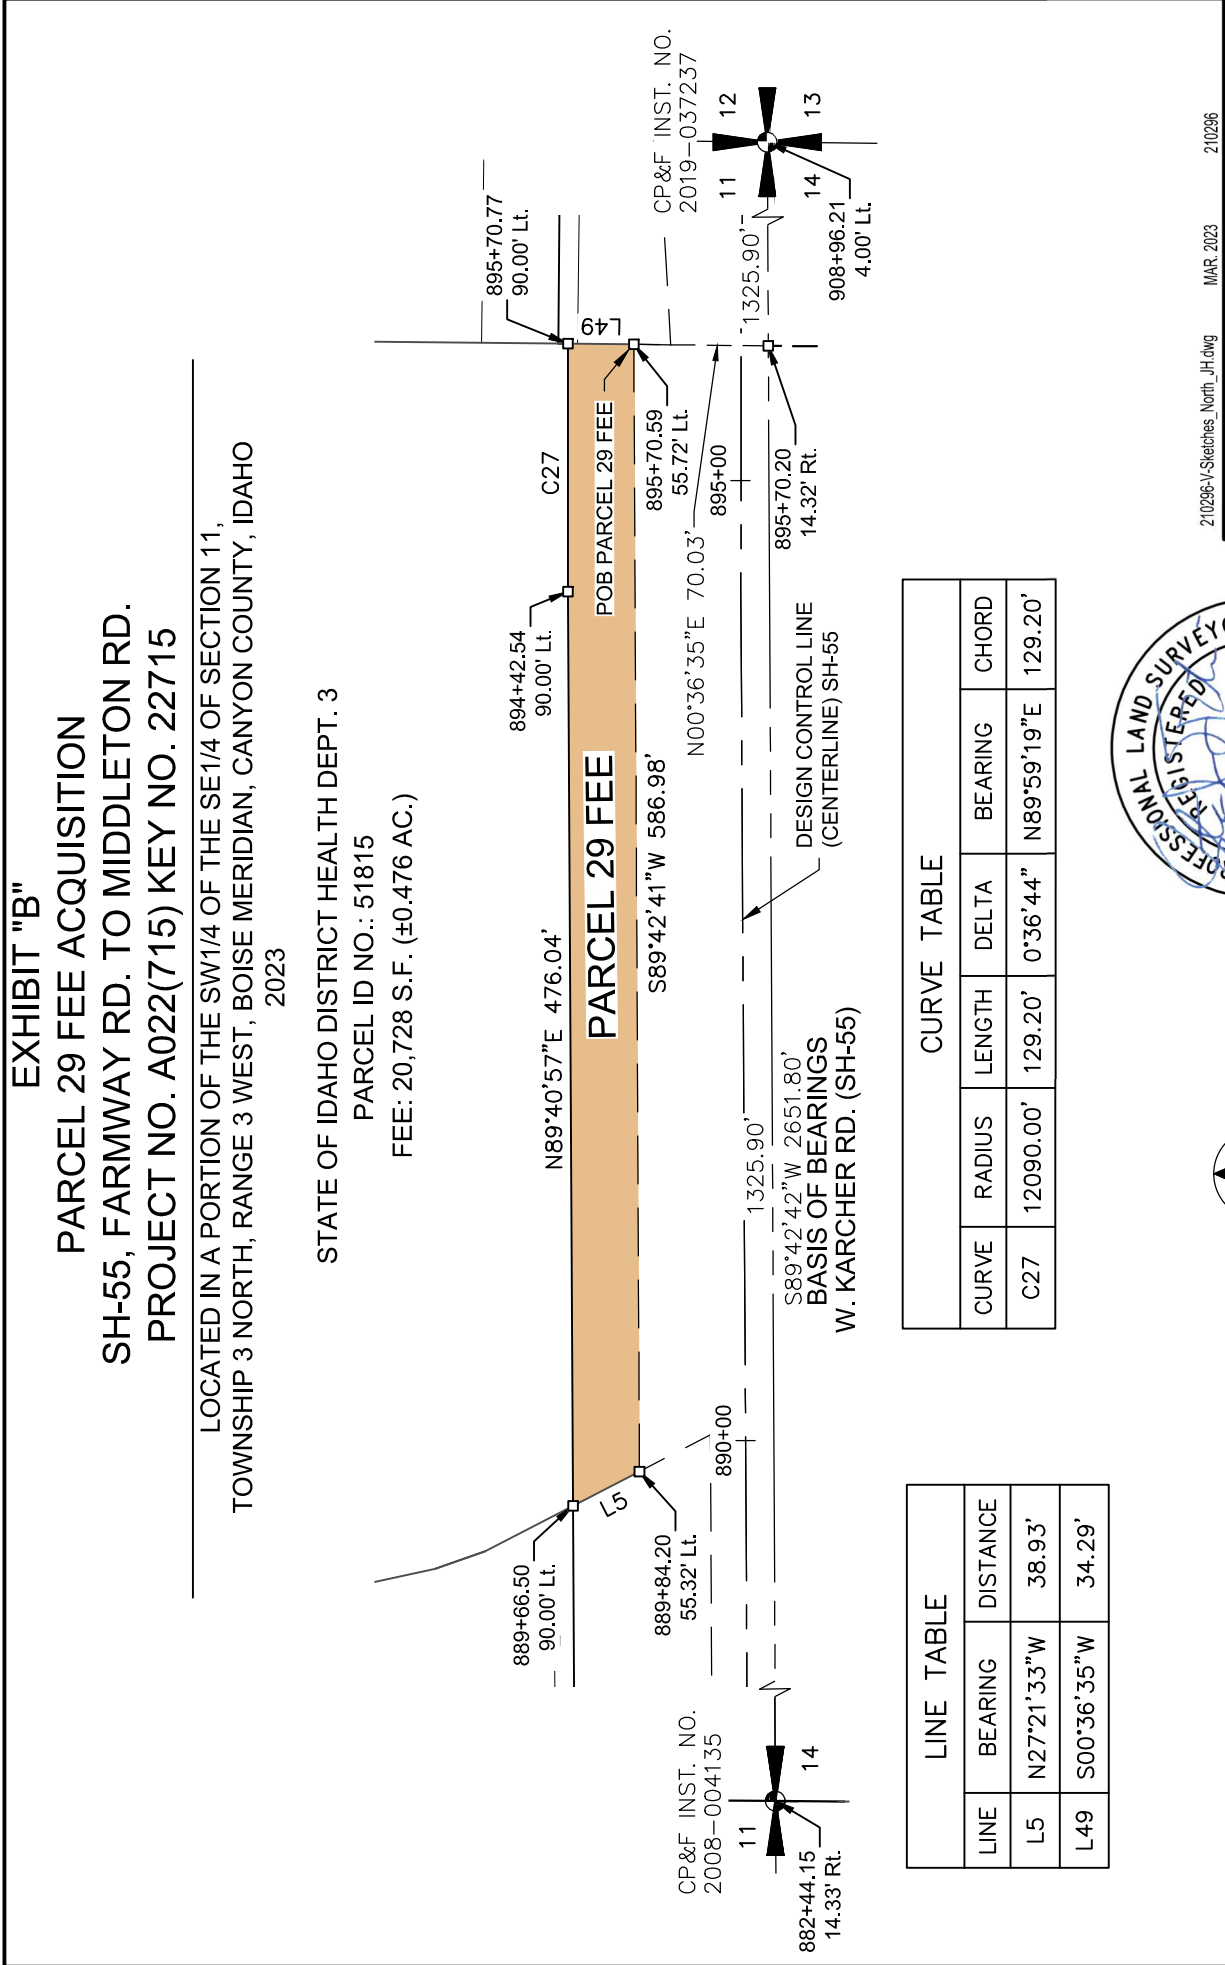 EXHIBIT "B"
PARCEL 29 FEE ACQUISITION
SH-55, FARMWAY RD. TO MIDDLETON RD.
PROJECT NO. A022(715) KEY NO. 22715
LOCATED IN A PORTION OF THE SW1/4 OF THE SE1/4 OF SECTION 11,
TOWNSHIP 3 NORTH, RANGE 3 WEST, BOISE MERIDIAN, CANYON COUNTY, IDAHO
2023
STATE OF IDAHO DISTRICT HEALTH DEPT. 3
PARCEL ID NO.: 51815
FEE: 20,728 S.F. (±0.476 AC.)
889+66.50
90.00' Lt.
N89°40'57"E 476.04'
894+42.54
90.00' Lt.
C27
895+70.77
90.00' Lt.
L5
PARCEL 29 FEE
POB PARCEL 29 FEE
L49
889+84.20
55.32' Lt.
S89°42'41"W 586.98'
895+70.59
55.72' Lt.
N00°36'35"E 70.03'
CP&F INST. NO.
2019-037237
11 12
14 13
CP&F INST. NO.
2008-004135
11
14
890+00
895+00
1325.90'
1325.90'
882+44.15
14.33' Rt.
S89°42'42"W 2651.80'
BASIS OF BEARINGS
W. KARCHER RD. (SH-55)
DESIGN CONTROL LINE
(CENTERLINE) SH-55
895+70.20
14.32' Rt.
908+96.21
4.00' Lt.
LINE TABLE
LINE BEARING DISTANCE
L5 N27°21'33"W 38.93'
L49 S00°36'35"W 34.29'
CURVE TABLE
CURVE RADIUS LENGTH DELTA BEARING CHORD
C27 12090.00' 129.20' 0°36'44" N89°59'19"E 129.20'
LAND
REGISTERED
210296-V-Sketches_North_JH.dwg
MAR. 2023
210296